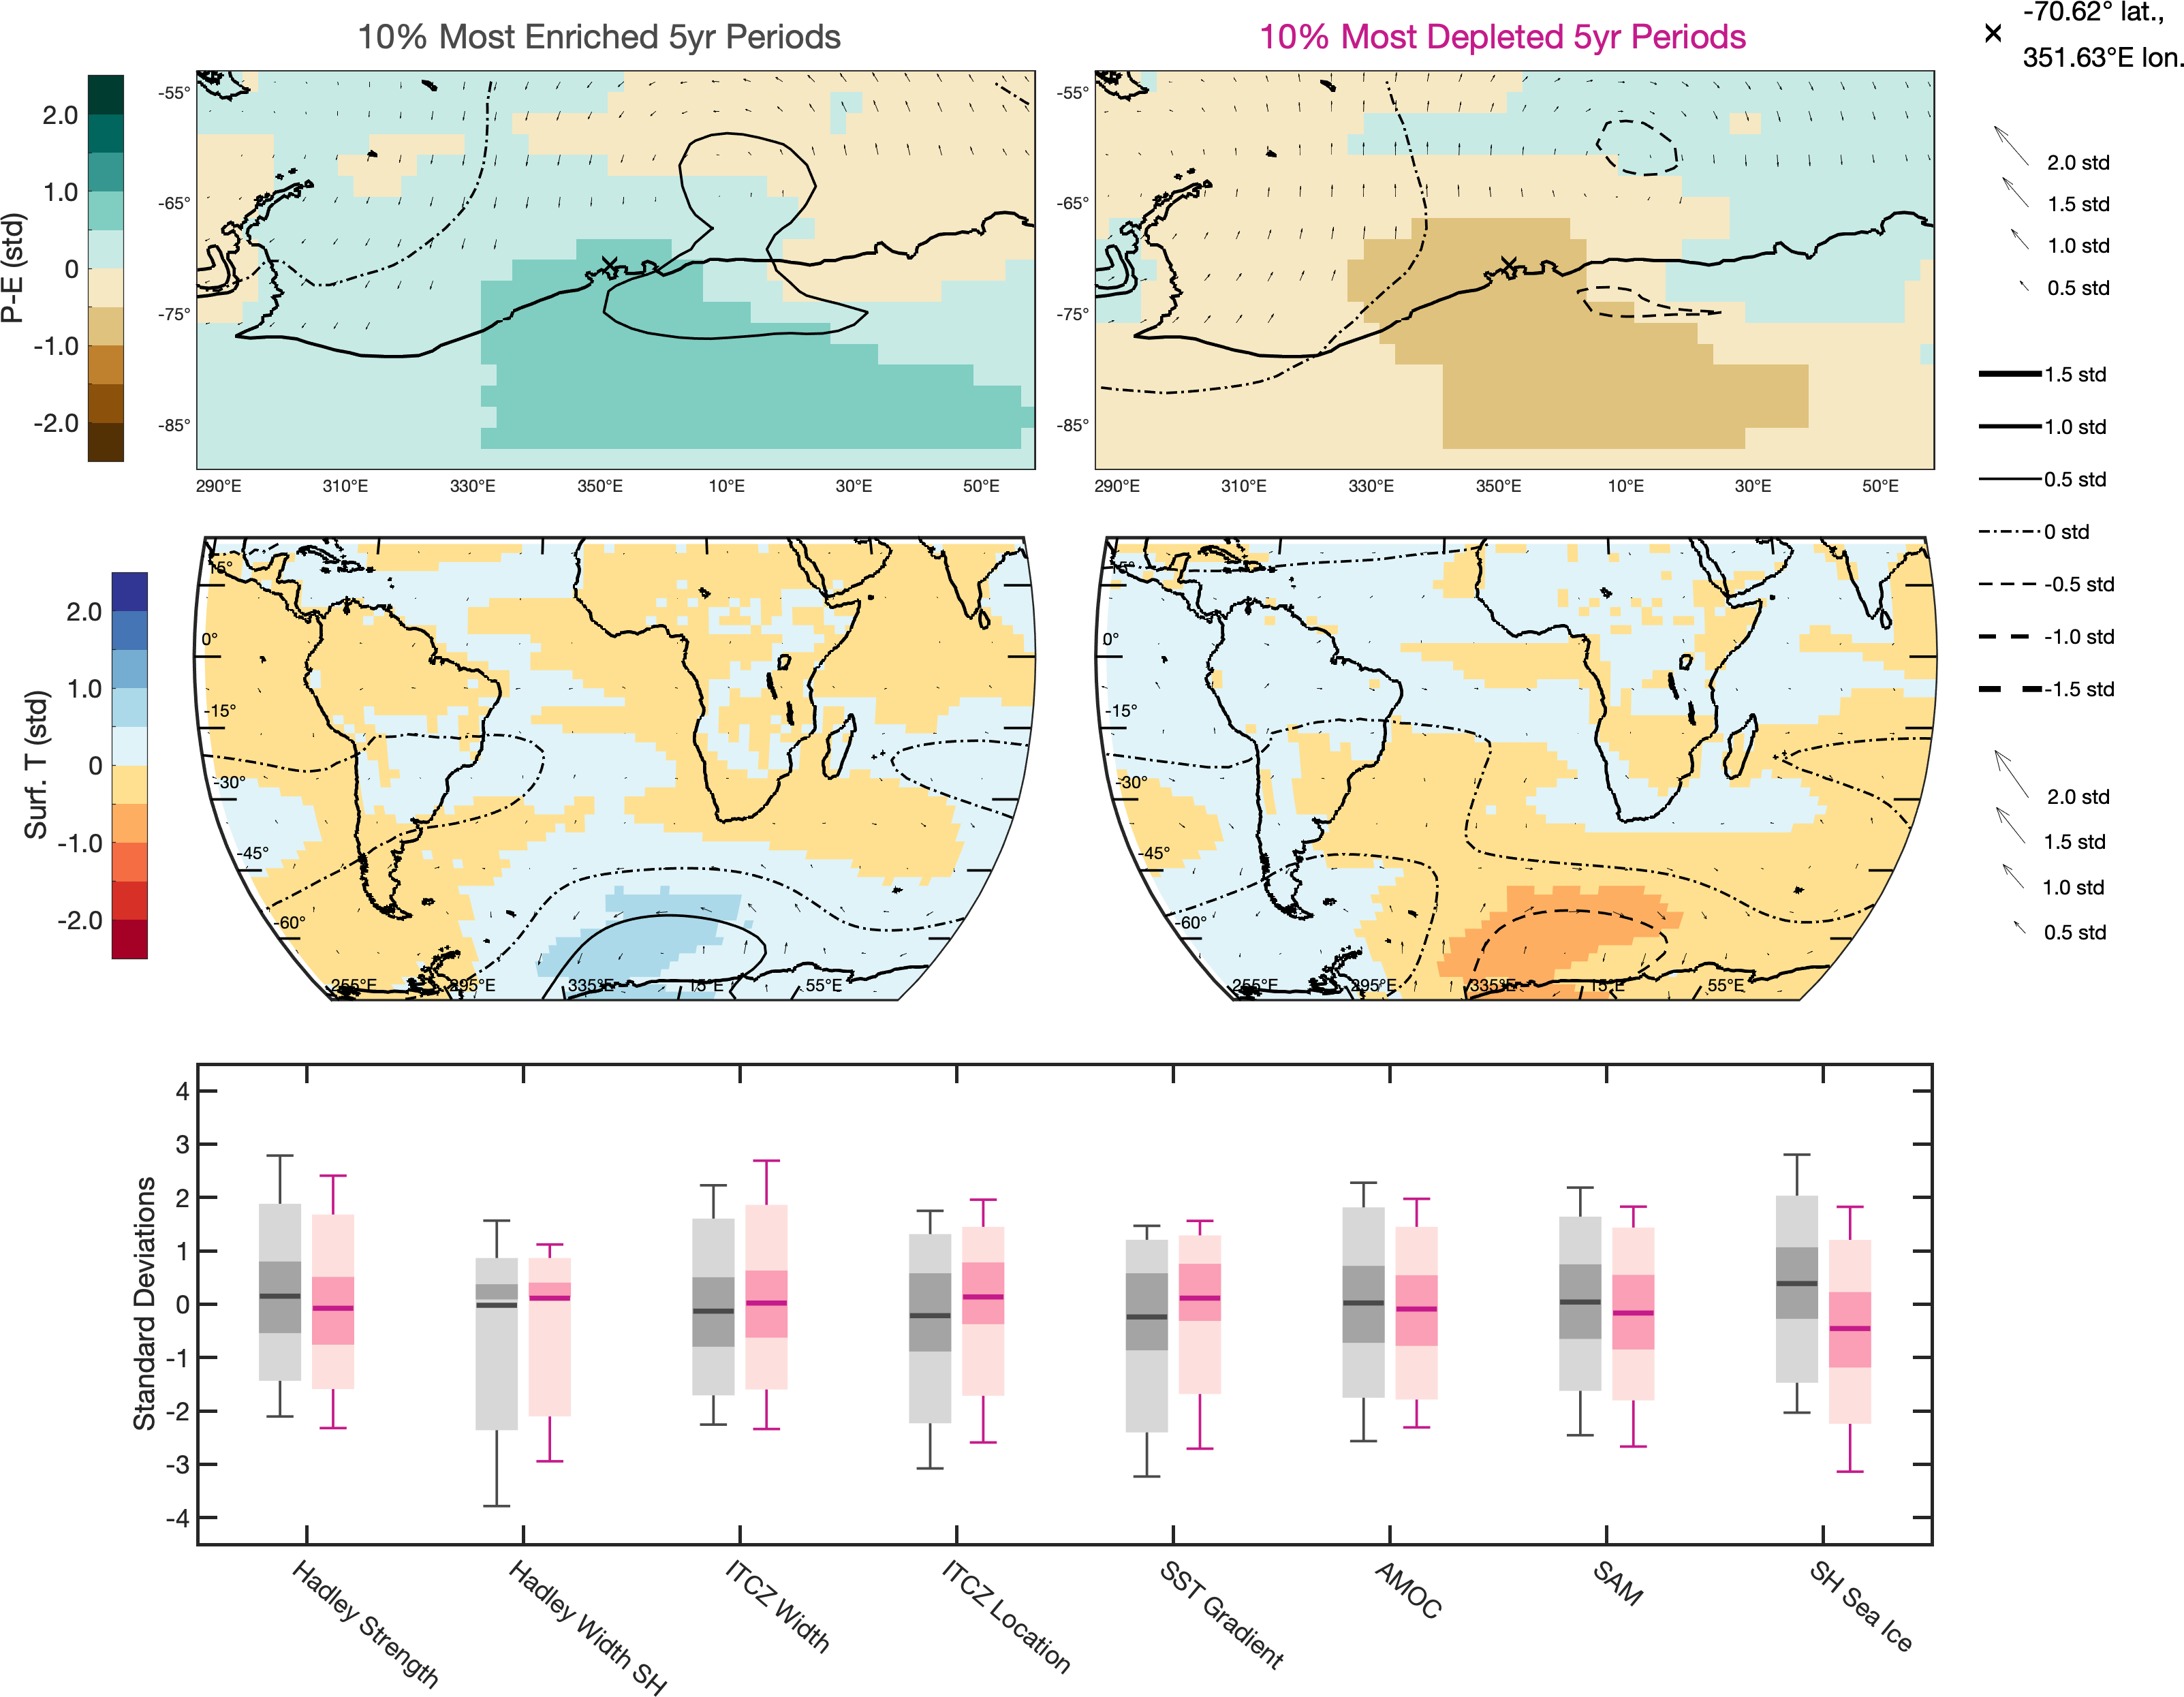 10% Most Enriched 5yr Periods
10% Most Depleted 5yr Periods
-70.62° lat.,
351.63°E lon.
P-E (std)
2.0
1.0
0
-1.0
-2.0
-55°
-65°
-75°
-85°
290°E 310°E 330°E 350°E 10°E 30°E 50°E
-55°
-65°
-75°
-85°
290°E 310°E 330°E 350°E 10°E 30°E 50°E
2.0 std
1.5 std
1.0 std
0.5 std
1.5 std
1.0 std
0.5 std
0 std
-0.5 std
-1.0 std
-1.5 std
Surf. T (std)
2.0
1.0
0
-1.0
-2.0
15°
0°
-15°
-30°
-45°
-60°
255°E 295°E 335°E 15°E 55°E
15°
0°
-15°
-30°
-45°
-60°
255°E 295°E 335°E 15°E 55°E
2.0 std
1.5 std
1.0 std
0.5 std
Standard Deviations
4
3
2
1
0
-1
-2
-3
-4
Hadley Strength
Hadley Width SH
ITCZ Width
ITCZ Location
SST Gradient
AMOC
SAM
SH Sea Ice